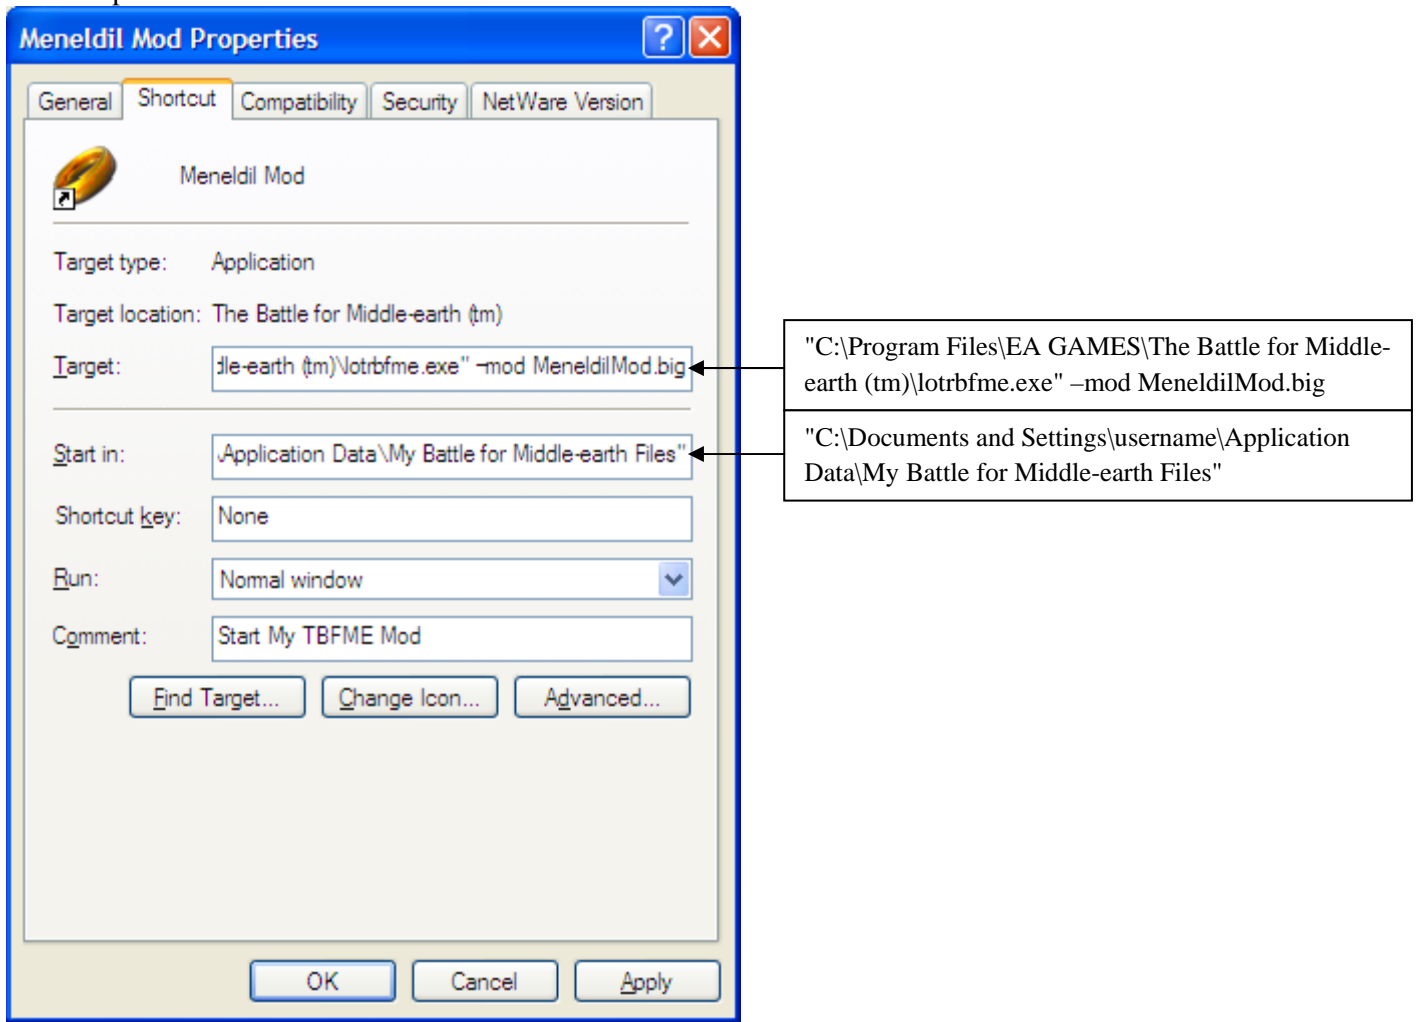 Meneldil Mod Properties
General Shortcut Compatibility Security NetWare Version
Meneldil Mod
Target type: Application
Target location: The Battle for Middle-earth (tm)
Target: dle-earth (tm)\lotrbfme.exe" –mod MeneldilMod.big
"C:\Program Files\EA GAMES\The Battle for Middle-
earth (tm)\lotrbfme.exe" –mod MeneldilMod.big
Start in: \Application Data\My Battle for Middle-earth Files"
"C:\Documents and Settings\username\Application
Data\My Battle for Middle-earth Files"
Shortcut key: None
Run: Normal window
Comment: Start My TBFME Mod
Find Target... Change Icon... Advanced...
OK Cancel Apply